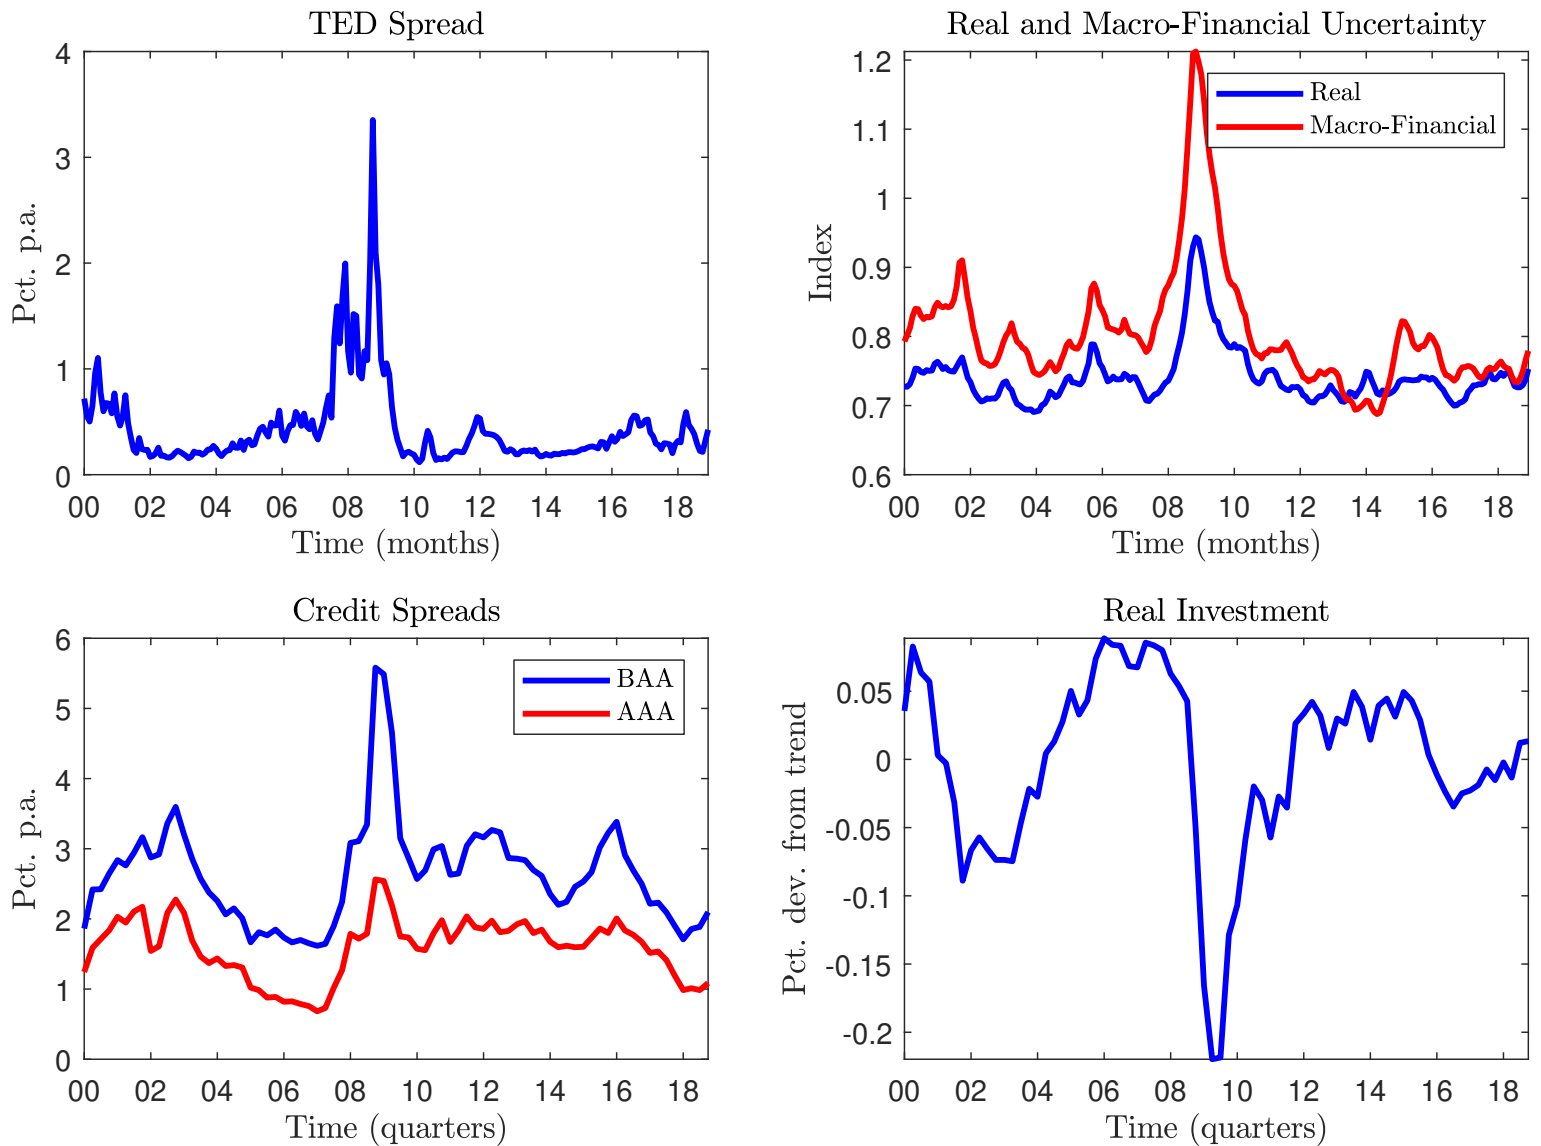 TED Spread
4
3
2
1
0
Pct. p.a.
00 02 04 06 08 10 12 14 16 18
Time (months)
Real and Macro-Financial Uncertainty
1.2
1.1
1
0.9
0.8
0.7
0.6
Index
Real
Macro-Financial
00 02 04 06 08 10 12 14 16 18
Time (months)
Credit Spreads
6
5
4
3
2
1
0
Pct. p.a.
BAA
AAA
00 02 04 06 08 10 12 14 16 18
Time (quarters)
Real Investment
0.05
0
-0.05
-0.1
-0.15
-0.2
Pct. dev. from trend
00 02 04 06 08 10 12 14 16 18
Time (quarters)